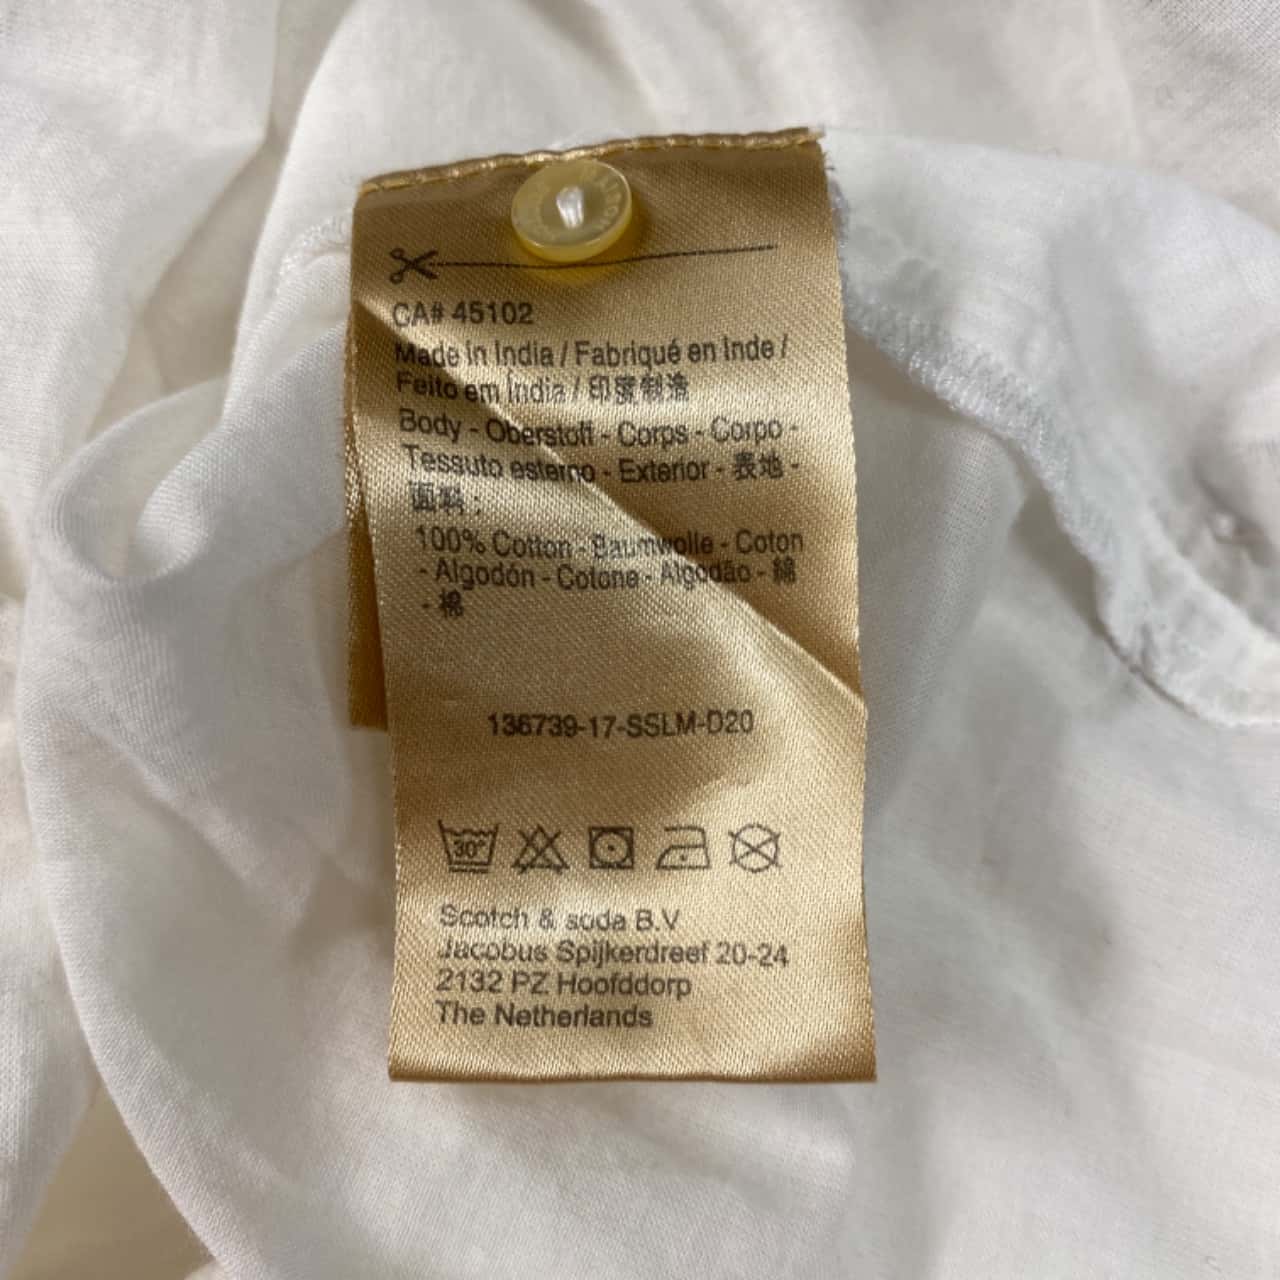 CA# 45102
Made in India / Fabriqué en Inde /
Feito em Índia / 印度制造
Body - Oberstoff - Corps - Corpo -
Tessuto esterno - Exterior - 表地 -
面料 :
100% Cotton - Baumwolle - Coton
- Algodón - Cotone - Algodão - 綿
- 棉
136739-17-SSLM-D20
30°
Scotch & soda B.V
Jacobus Spijkerdreef 20-24
2132 PZ Hoofddorp
The Netherlands